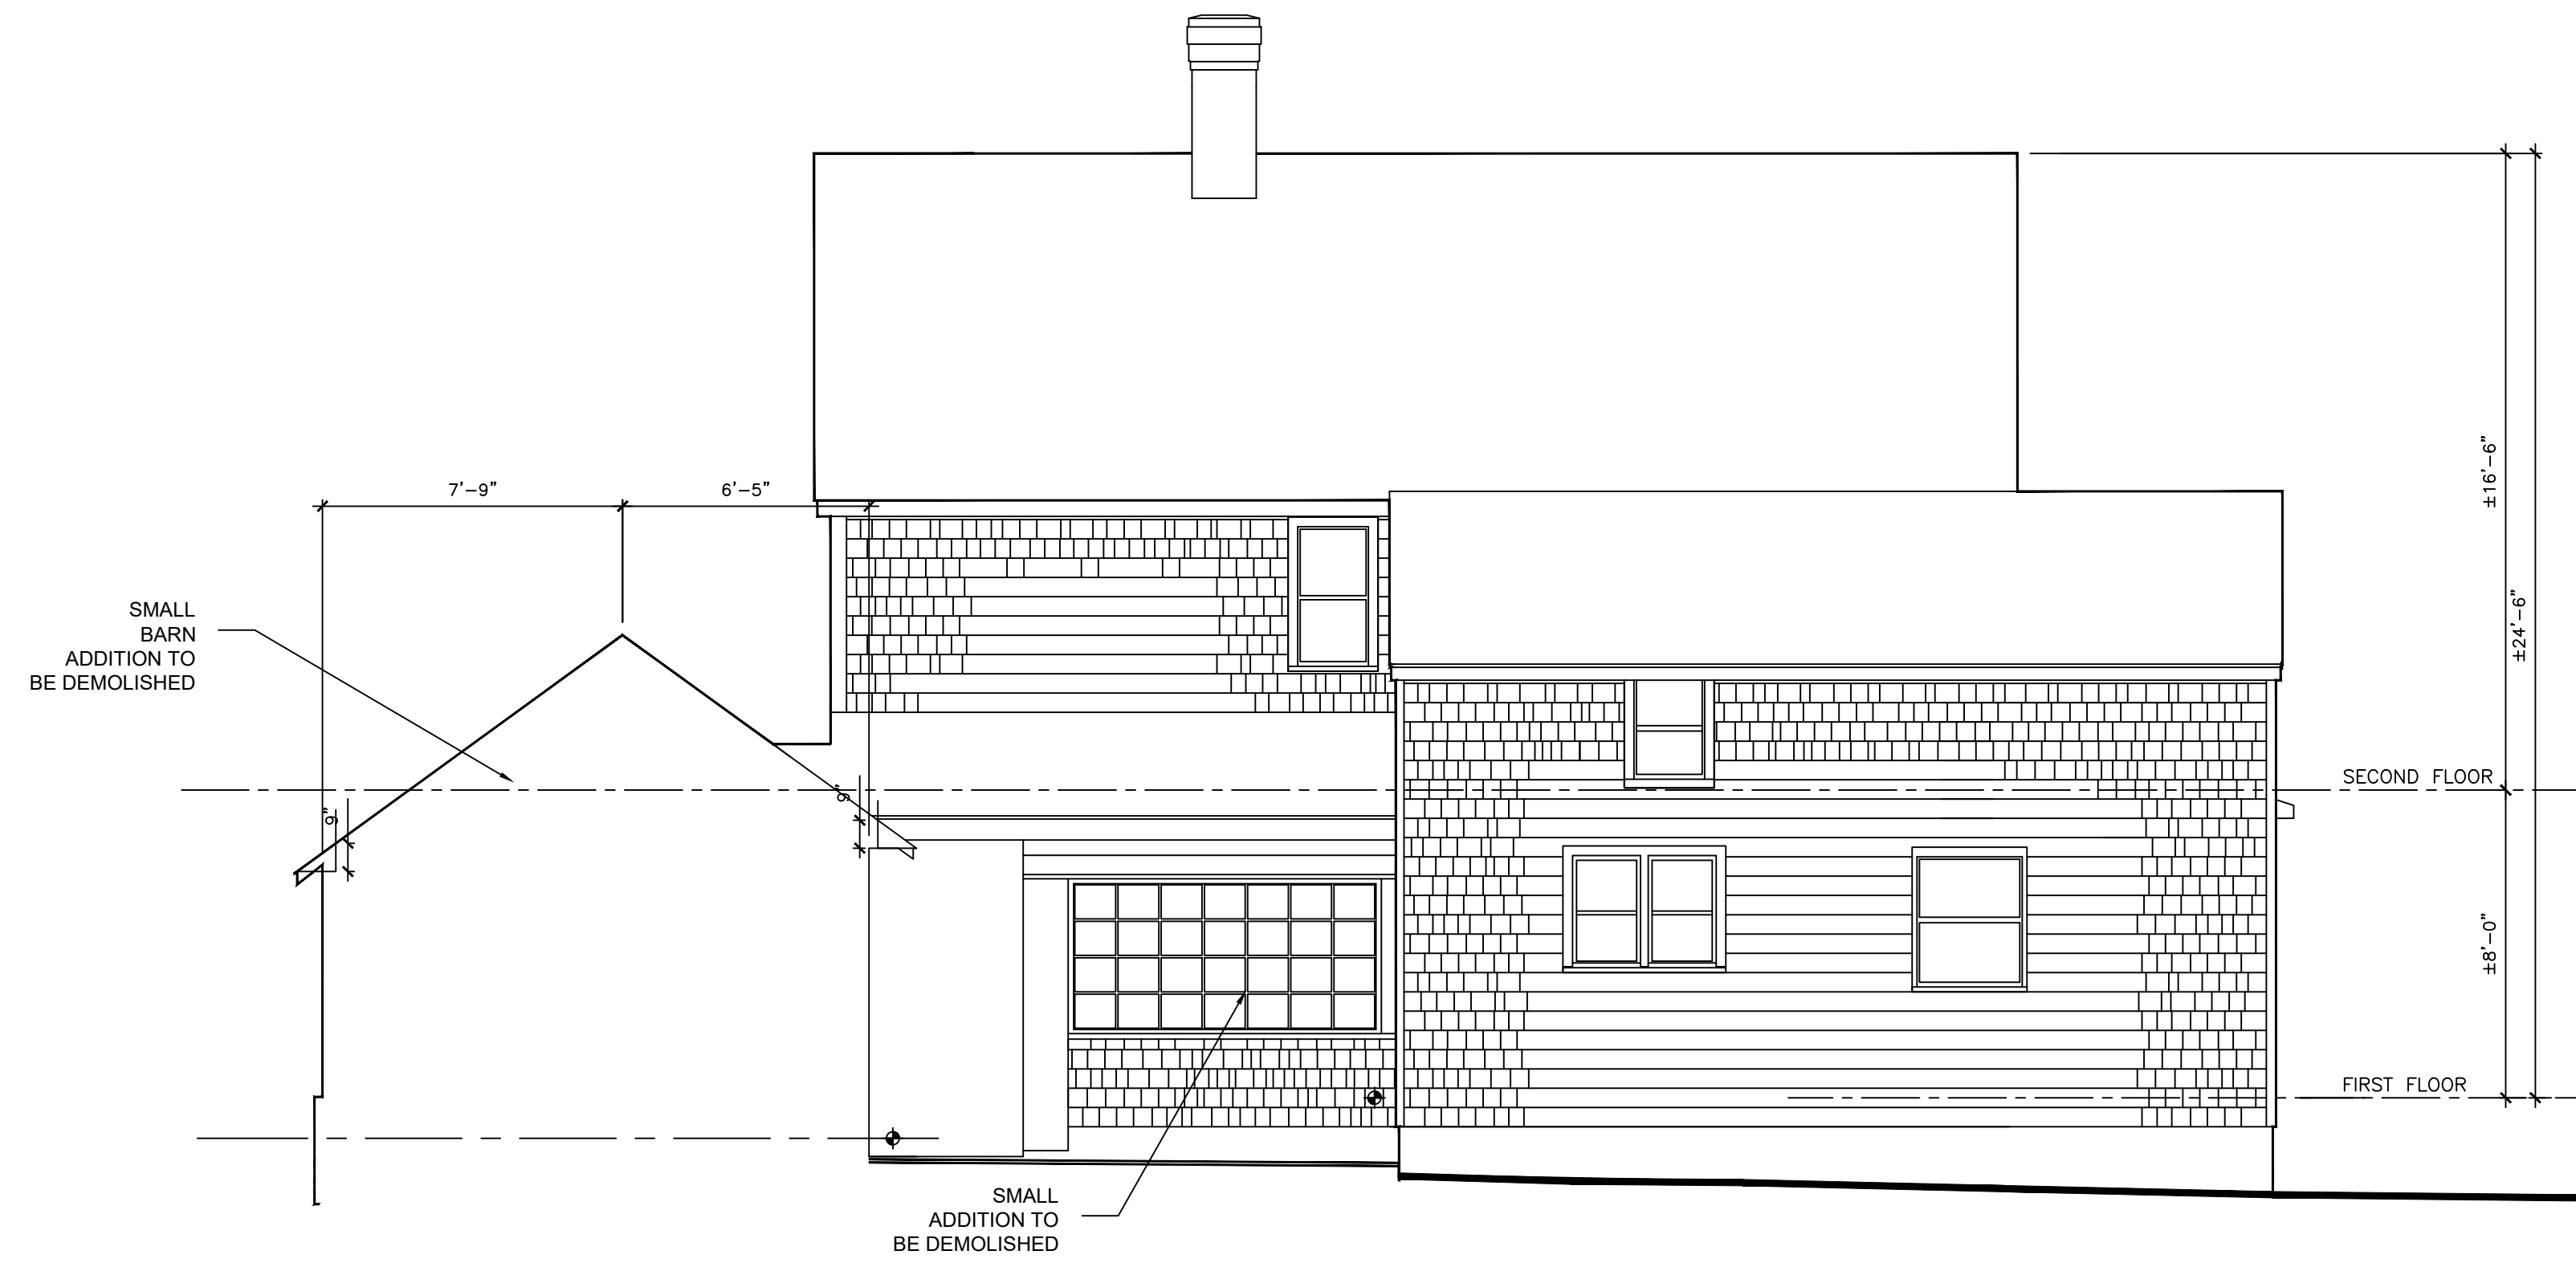 7'-9"
6'-5"
±16'-6"
SMALL
BARN
ADDITION TO
BE DEMOLISHED
±24'-6"
SECOND FLOOR
9"
9"
±8'-0"
FIRST FLOOR
SMALL
ADDITION TO
BE DEMOLISHED